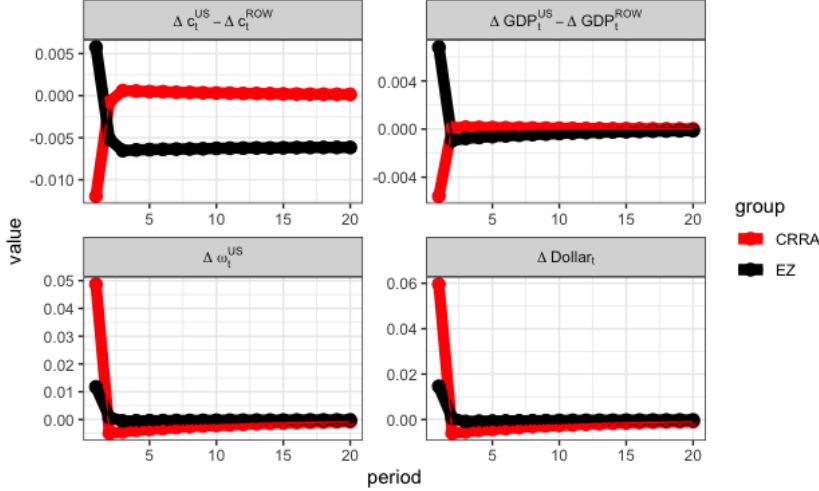 Δ c_t^US – Δ c_t^ROW
Δ GDP_t^US – Δ GDP_t^ROW
0.005
0.000
-0.005
-0.010
5 10 15 20
0.004
0.000
-0.004
5 10 15 20
Δ ω_t^US
Δ Dollar_t
0.05
0.04
0.03
0.02
0.01
0.00
5 10 15 20
0.06
0.04
0.02
0.00
5 10 15 20
value
period
group
CRRA
EZ